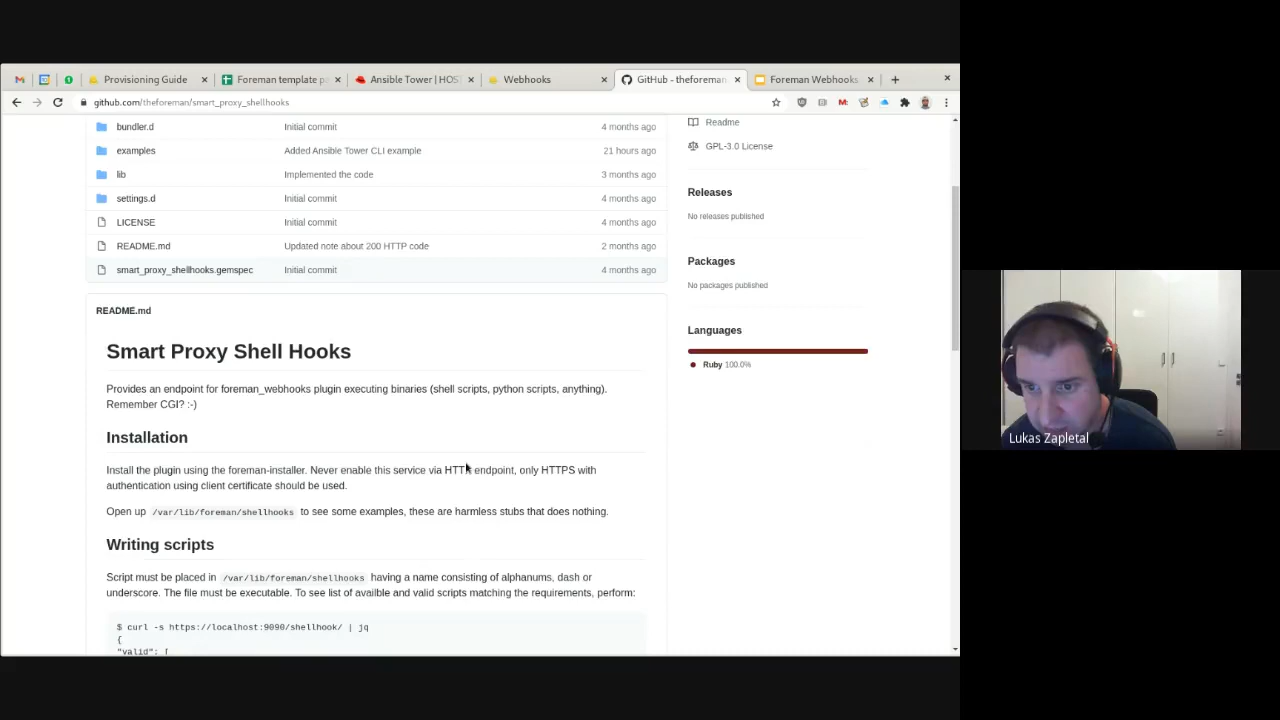 Provisioning Guide
Foreman template pa
Ansible Tower | HOS
Webhooks
GitHub - theforeman
Foreman Webhooks
github.com/theforeman/smart_proxy_shellhooks
bundler.d Initial commit 4 months ago
examples Added Ansible Tower CLI example 21 hours ago
lib Implemented the code 3 months ago
settings.d Initial commit 4 months ago
LICENSE Initial commit 4 months ago
README.md Updated note about 200 HTTP code 2 months ago
smart_proxy_shellhooks.gemspec Initial commit 4 months ago
README.md
Smart Proxy Shell Hooks
Provides an endpoint for foreman_webhooks plugin executing binaries (shell scripts, python scripts, anything).
Remember CGI? :-)
Installation
Install the plugin using the foreman-installer. Never enable this service via HTTP endpoint, only HTTPS with
authentication using client certificate should be used.
Open up /var/lib/foreman/shellhooks to see some examples, these are harmless stubs that does nothing.
Writing scripts
Script must be placed in /var/lib/foreman/shellhooks having a name consisting of alphanums, dash or
underscore. The file must be executable. To see list of availble and valid scripts matching the requirements, perform:
$ curl -s https://localhost:9090/shellhook/ | jq
{
"valid": [
Readme
GPL-3.0 License
Releases
No releases published
Packages
No packages published
Languages
Ruby 100.0%
Lukas Zapletal